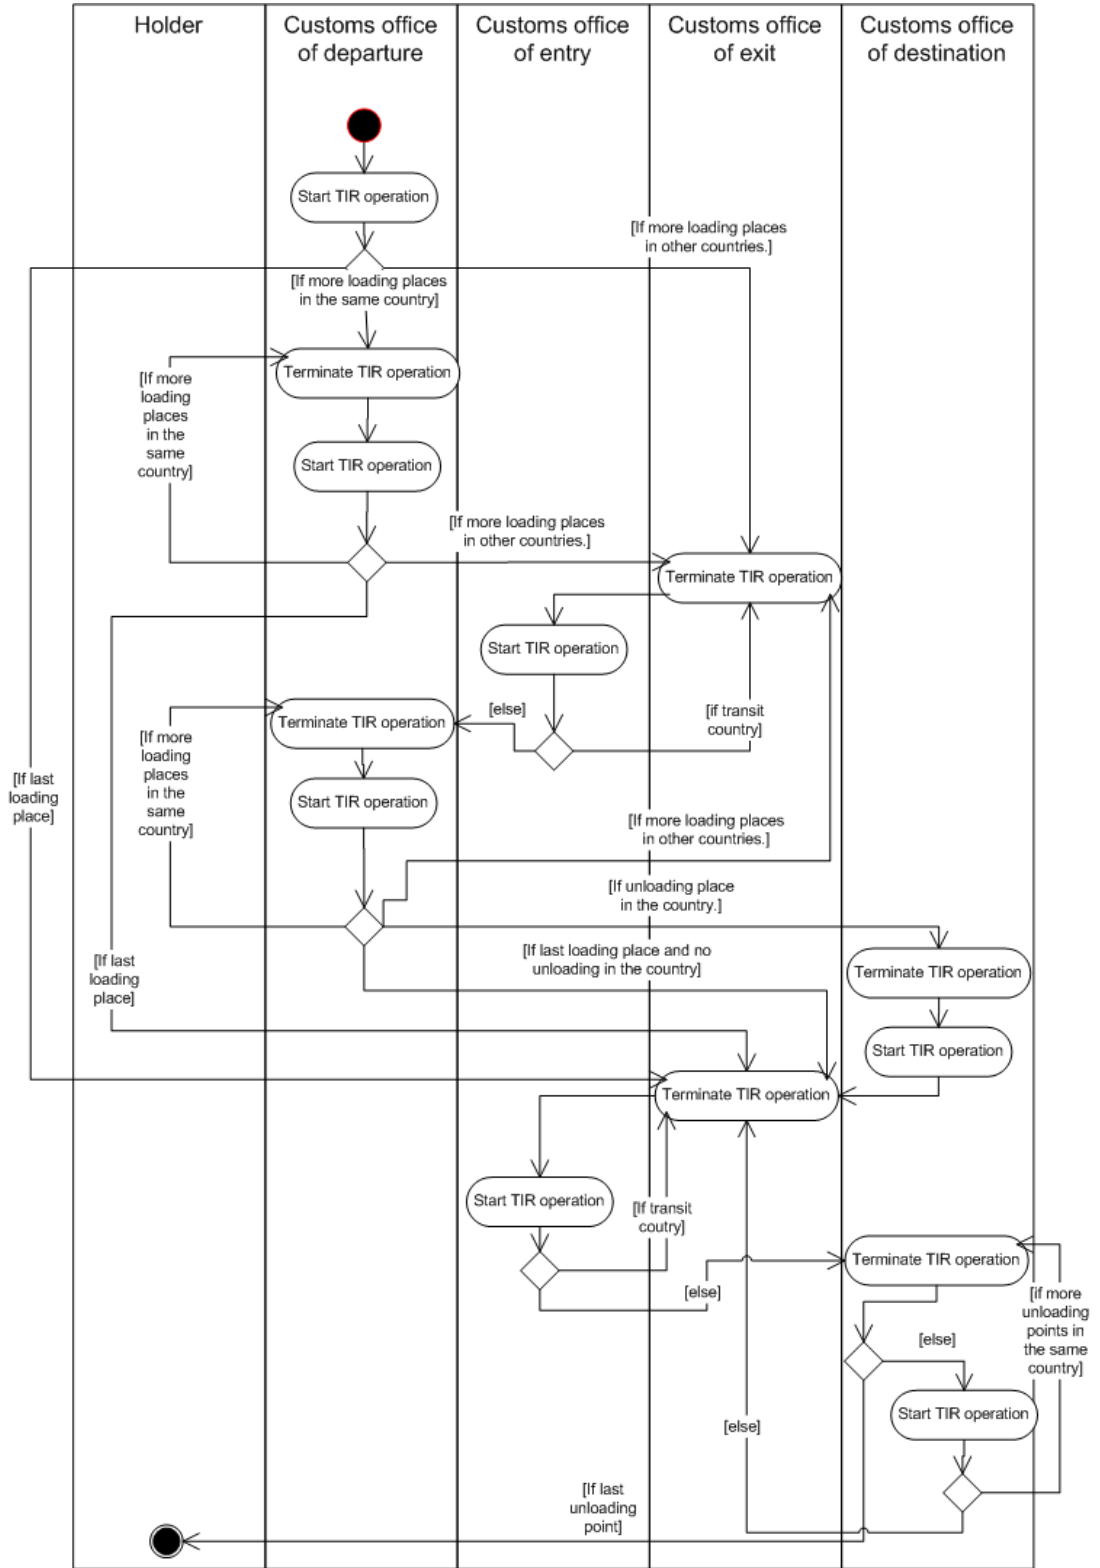 Holder
Customs office
of departure
Customs office
of entry
Customs office
of exit
Customs office
of destination
Start TIR operation
[If more loading places
in other countries.]
[If more loading places
in the same country]
Terminate TIR operation
[If more
loading
places
in the
same
country]
Start TIR operation
[If more loading places
in other countries.]
Terminate TIR operation
Start TIR operation
[else]
[if transit
country]
Terminate TIR operation
[If more
loading
places
in the
same
country]
[If last
loading
place]
Start TIR operation
[If more loading places
in other countries.]
[If unloading place
in the country.]
[If last loading place and no
unloading in the country]
[If last
loading
place]
Terminate TIR operation
Start TIR operation
Terminate TIR operation
Start TIR operation
[If transit
coutry]
[else]
Terminate TIR operation
[if more
unloading
points in
the same
country]
[else]
Start TIR operation
[else]
[If last
unloading
point]